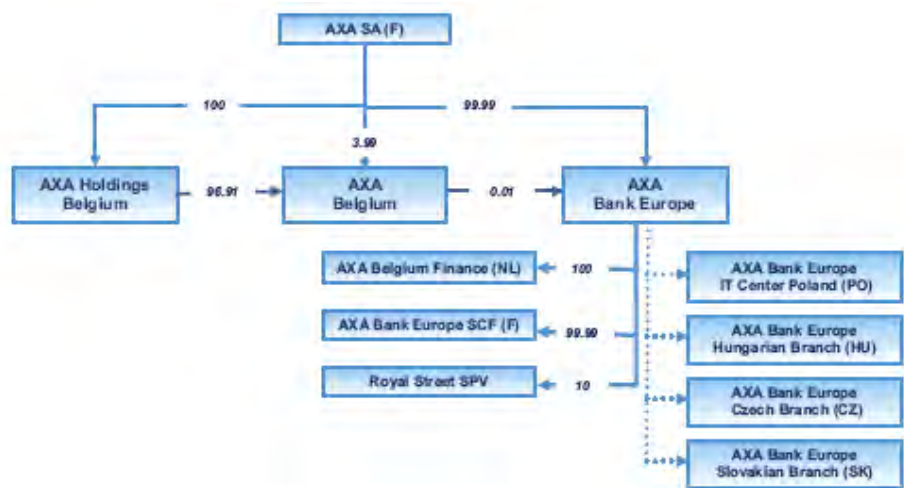 AXA SA (F)
100
99.99
3.99
AXA Holdings
Belgium
96.91
AXA
Belgium
0.01
AXA
Bank Europe
AXA Belgium Finance (NL)
100
AXA Bank Europe
IT Center Poland (PO)
AXA Bank Europe SCF (F)
99.99
AXA Bank Europe
Hungarian Branch (HU)
Royal Street SPV
10
AXA Bank Europe
Czech Branch (CZ)
AXA Bank Europe
Slovakian Branch (SK)